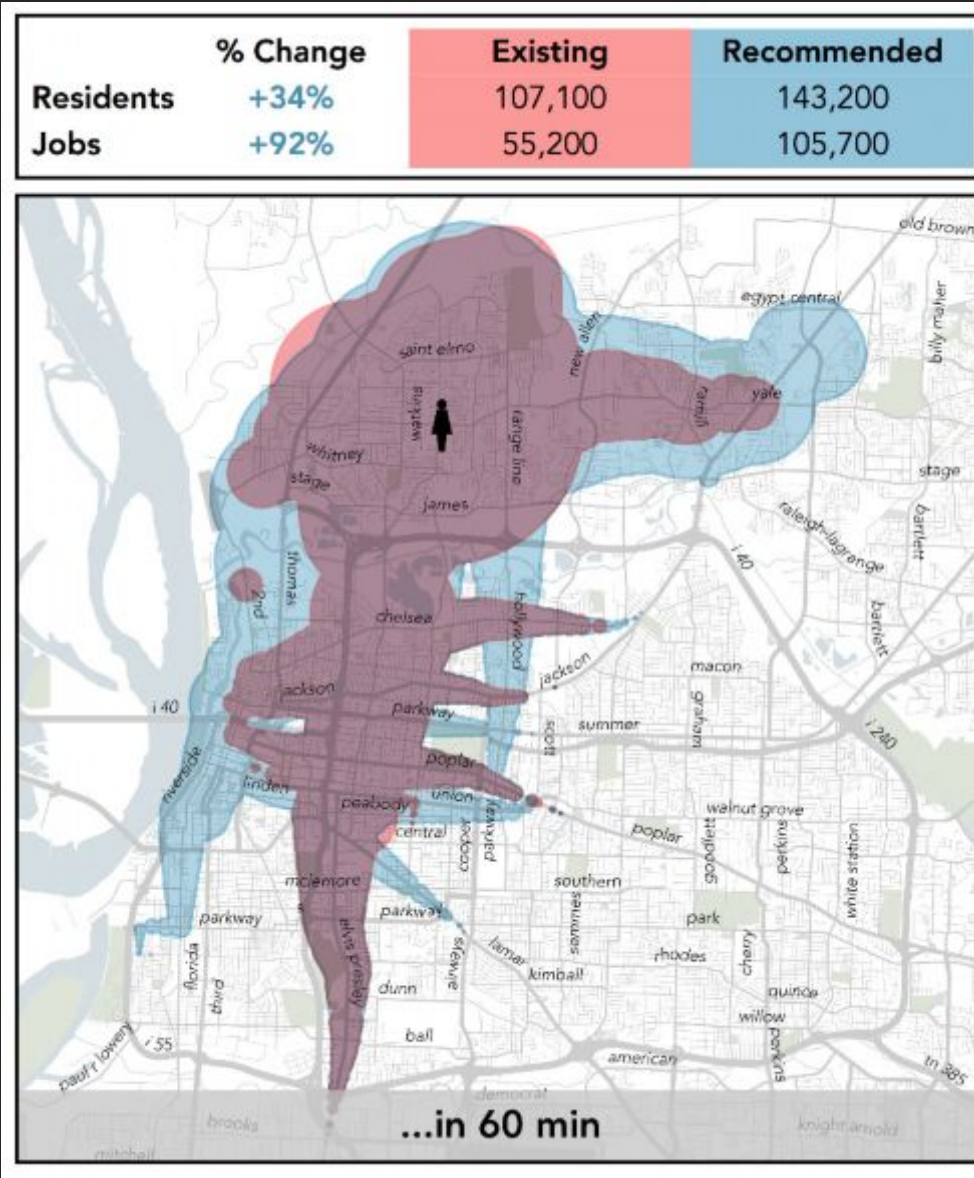 % Change Existing Recommended
Residents +34% 107,100 143,200
Jobs +92% 55,200 105,700
old brown
egypt central
billy maher
new allen
saint elmo
yale
ramill
watkins
range line
whitney
stage
stage
james
bartlett
raleigh-lagrange
i 40
thomas
2nd
hollywood
chelsea
bartlett
jackson
macon
jackson
graham
i 40
parkway
summer
scott
i 240
riverside
poplar
linden
union
peabody
walnut grove
parkway
central
cooper
poplar
goodlett
perkins
white station
mclemore
southern
s
parkway
parkway
semmes
park
elvis presley
lamar
rhodes
cherry
florida
kimball
third
dunn
quince
willow
ball
perkins
paul r lowery
i 55
american
tn 385
democrat
brooks
...in 60 min
knight arnold
mitchell